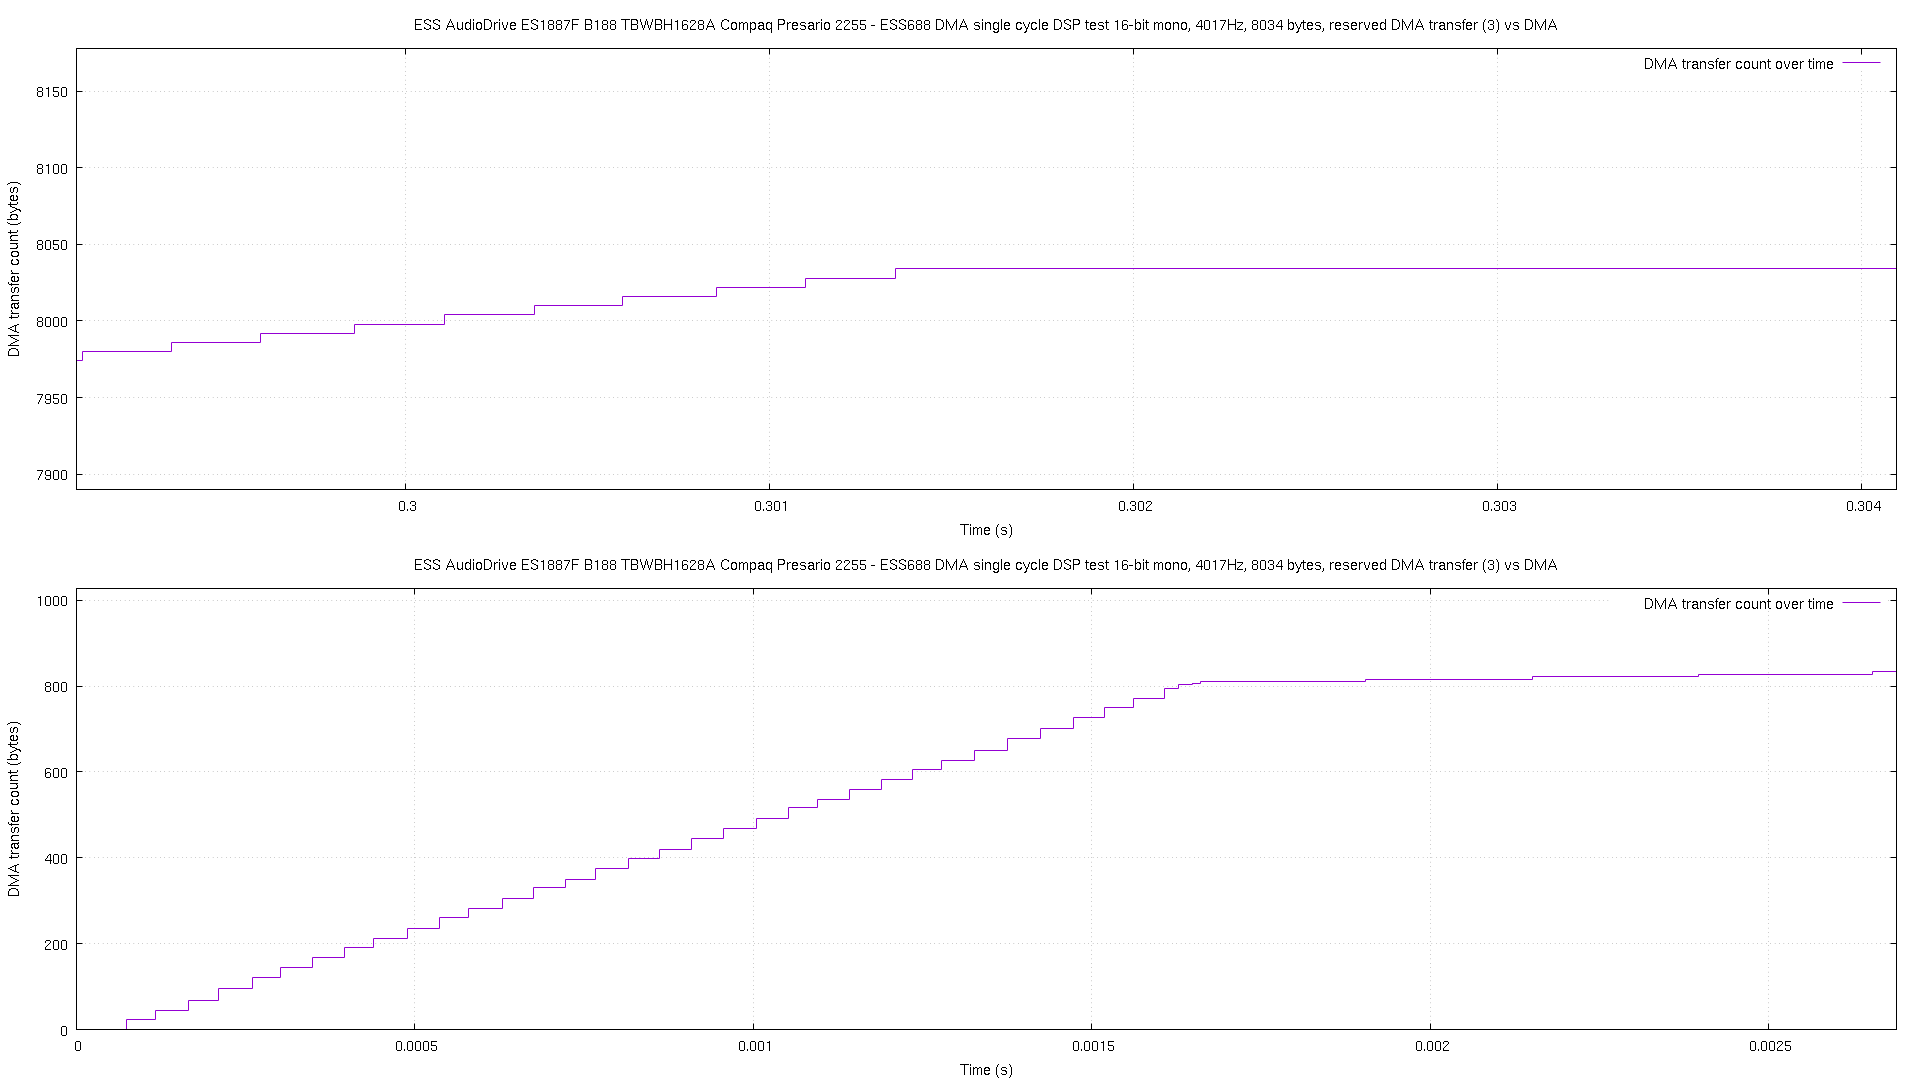 ESS AudioDrive ES1887F B188 TBWBH1628A Compaq Presario 2255 - ESS688 DMA single cycle DSP test 16-bit mono, 4017Hz, 8034 bytes, reserved DMA transfer (3) vs DMA
DMA transfer count over time
8150
8100
8050
8000
7950
7900
DMA transfer count (bytes)
0.3 0.301 0.302 0.303 0.304
Time (s)
ESS AudioDrive ES1887F B188 TBWBH1628A Compaq Presario 2255 - ESS688 DMA single cycle DSP test 16-bit mono, 4017Hz, 8034 bytes, reserved DMA transfer (3) vs DMA
DMA transfer count over time
1000
800
600
400
200
0
DMA transfer count (bytes)
0 0.0005 0.001 0.0015 0.002 0.0025
Time (s)